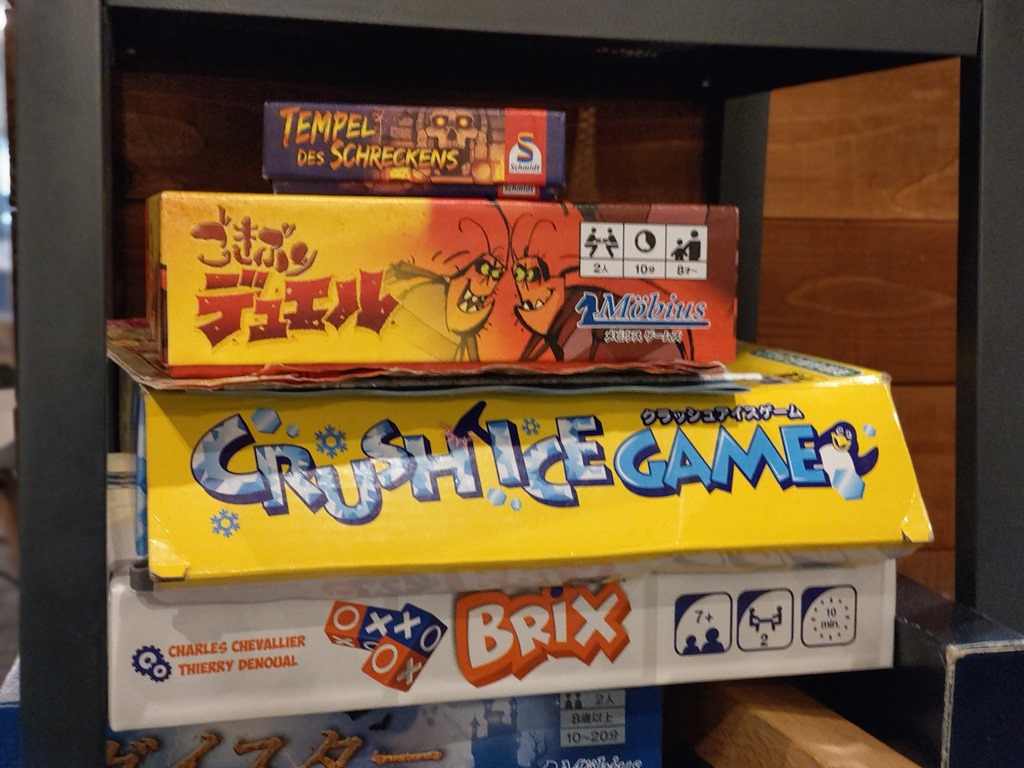 TEMPEL
DES SCHRECKENS
S
Schmidt
Schmidt
ごきぶり
デュエル
2人
10分
8才~
Möbius
メビウス ゲームズ
クラッシュアイスゲーム
CRUSH ICE GAME
CHARLES CHEVALLIER
THIERRY DENOUAL
BRiX
7+
2
10
min.
2人
8歳以上
10~20分
Möbius